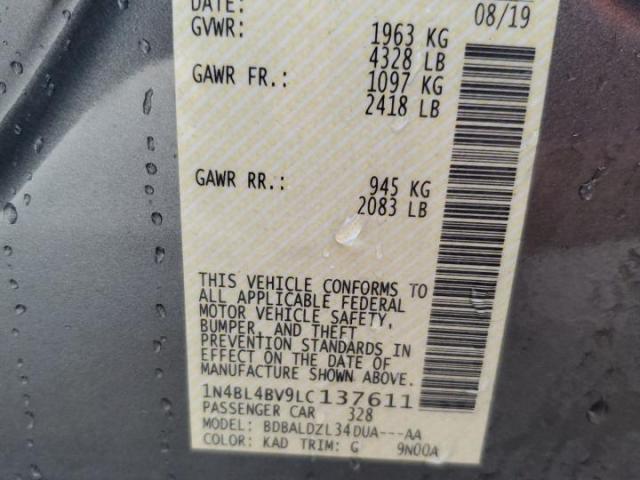 DATE: 08/19
GVWR: 1963 KG
4328 LB
GAWR FR.: 1097 KG
2418 LB
GAWR RR.: 945 KG
2083 LB
THIS VEHICLE CONFORMS TO
ALL APPLICABLE FEDERAL
MOTOR VEHICLE SAFETY,
BUMPER, AND THEFT
PREVENTION STANDARDS IN
EFFECT ON THE DATE OF
MANUFACTURE SHOWN ABOVE.
1N4BL4BV9LC137611
PASSENGER CAR 328
MODEL: BDBALDZL34DUA---AA
COLOR: KAD TRIM: G 9N00A